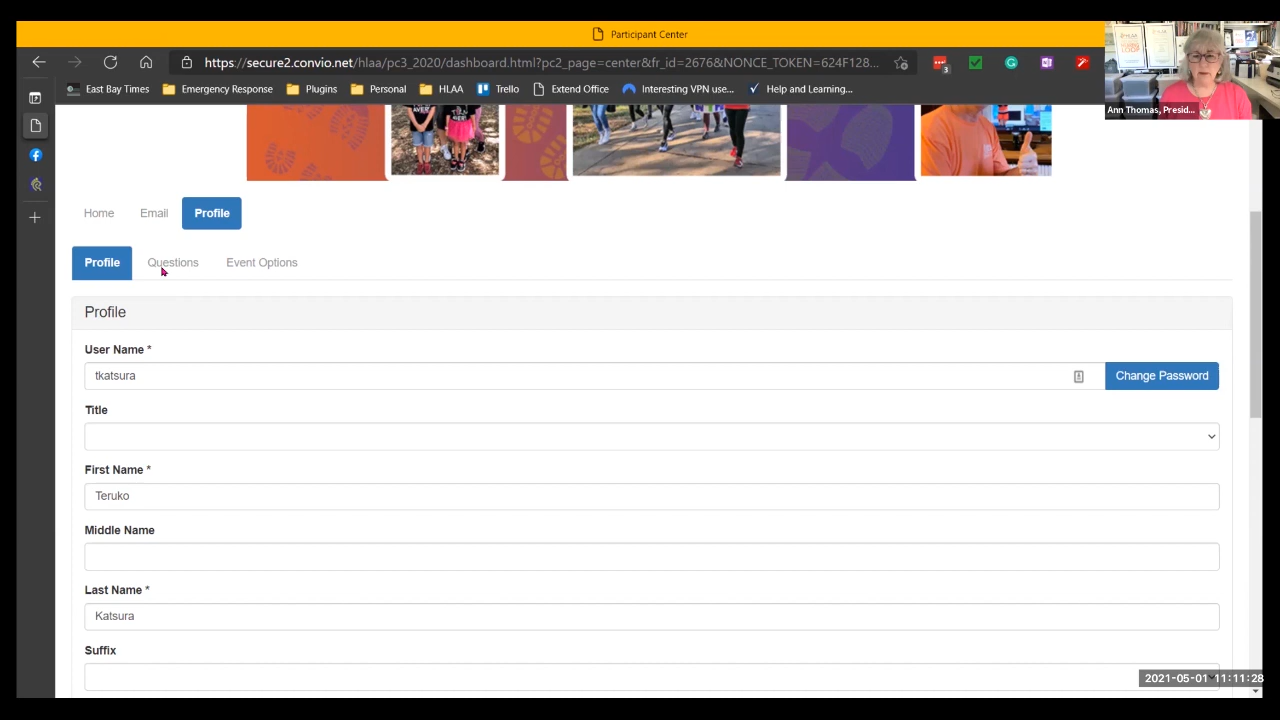 Participant Center
https://secure2.convio.net/hlaa/pc3_2020/dashboard.html?pc2_page=center&fr_id=2676&NONCE_TOKEN=624F128...
3
East Bay Times Emergency Response Plugins Personal HLAA Trello Extend Office Interesting VPN use... Help and Learning...
Ann Thomas, Presid...
Home Email Profile
Profile Questions Event Options
Profile
User Name *
tkatsura Change Password
Title
First Name *
Teruko
Middle Name
Last Name *
Katsura
Suffix
2021-05-01 11:11:28